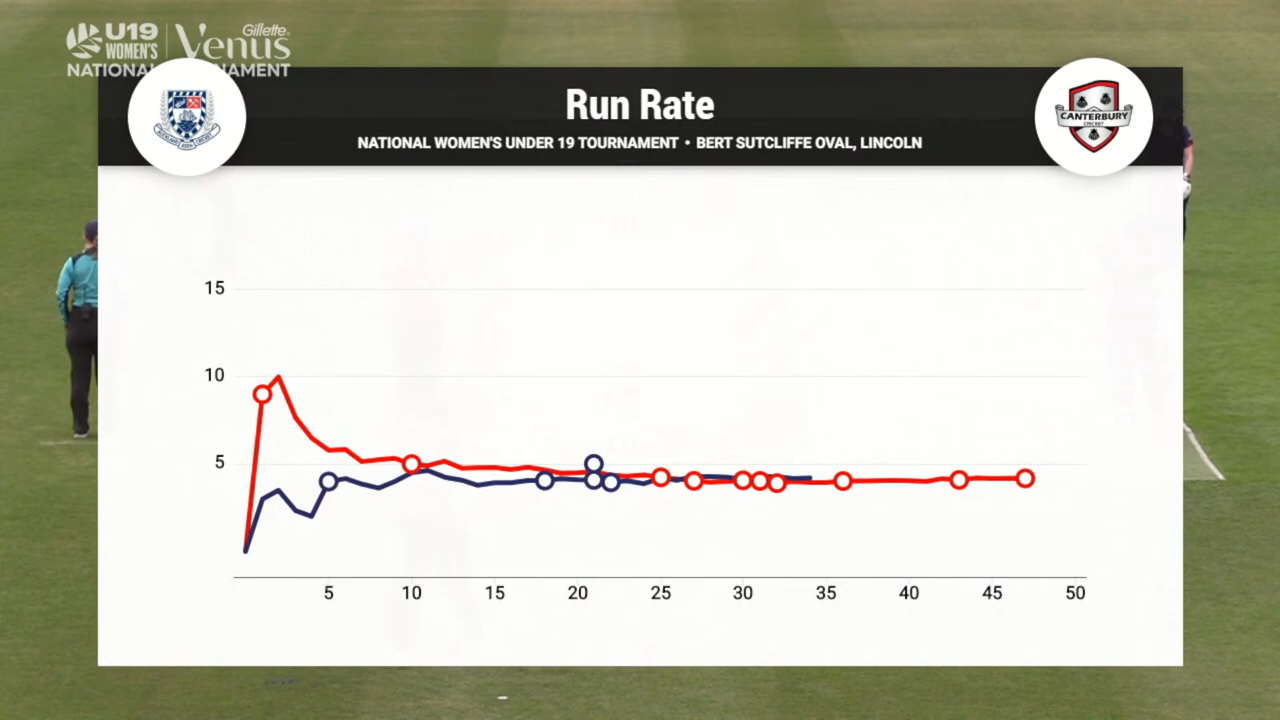 U19
WOMEN'S
Gillette
Venus
NATIONAL
Run Rate
NATIONAL WOMEN'S UNDER 19 TOURNAMENT • BERT SUTCLIFFE OVAL, LINCOLN
CANTERBURY
CRICKET
15
10
5
5 10 15 20 25 30 35 40 45 50